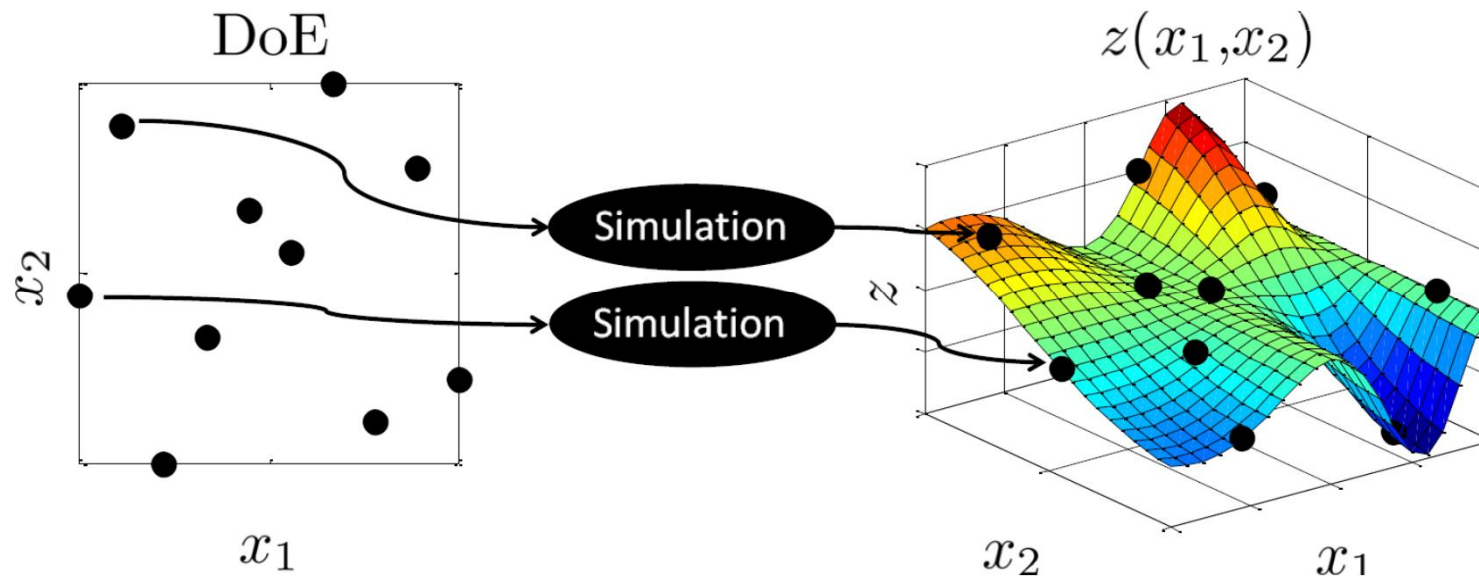 DoE
x₂
x₁
Simulation
Simulation
z(x₁,x₂)
z
x₂
x₁